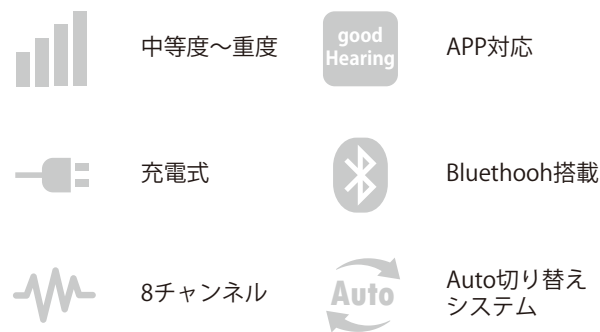 中等度～重度
good
Hearing
APP対応
充電式
Bluethooh搭載
8チャンネル
Auto
Auto切り替え
システム